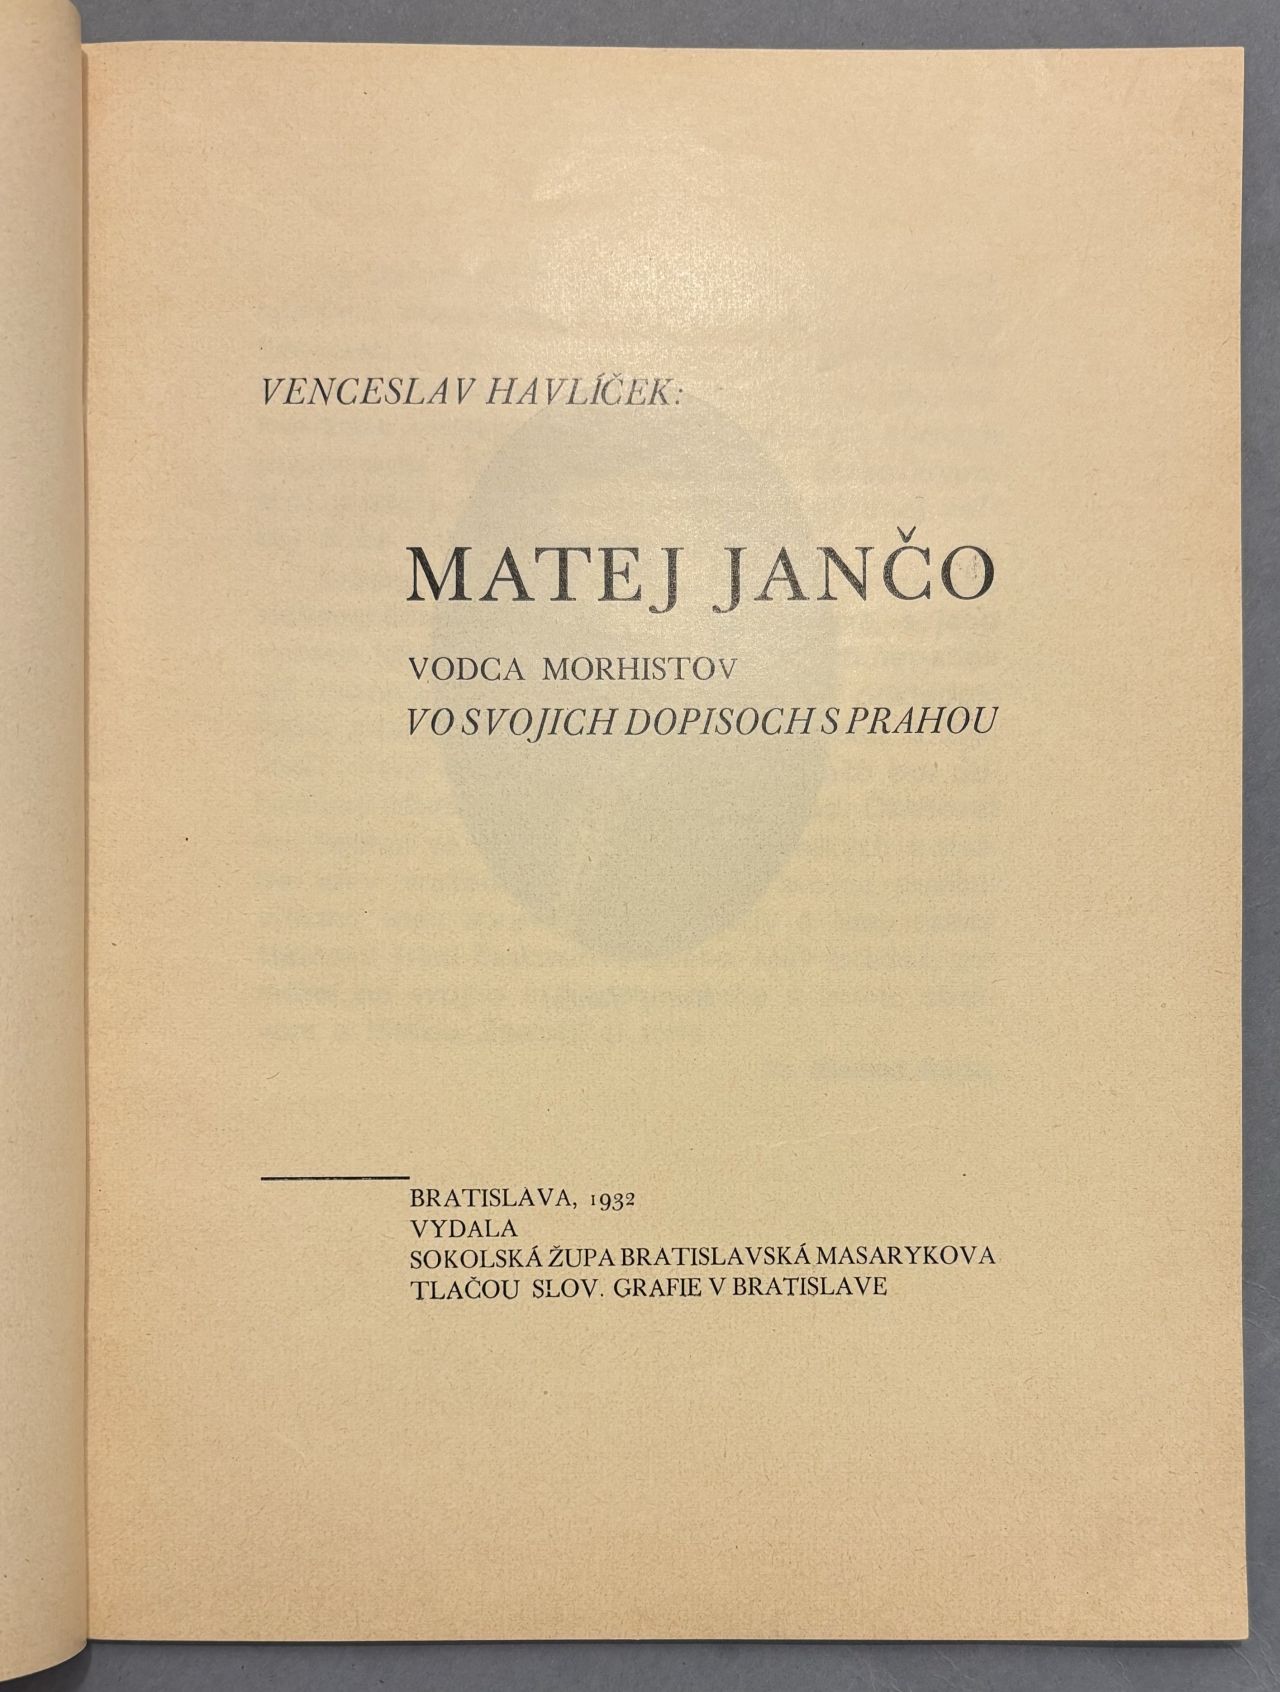 VENCESLAV HAVLÍČEK:
MATEJ JANČO
VODCA MORHISTOV
VO SVOJICH DOPISOCH S PRAHOU
BRATISLAVA, 1932
VYDALA
SOKOLSKÁ ŽUPA BRATISLAVSKÁ MASARYKOVA
TLAČOU SLOV. GRAFIE V BRATISLAVE